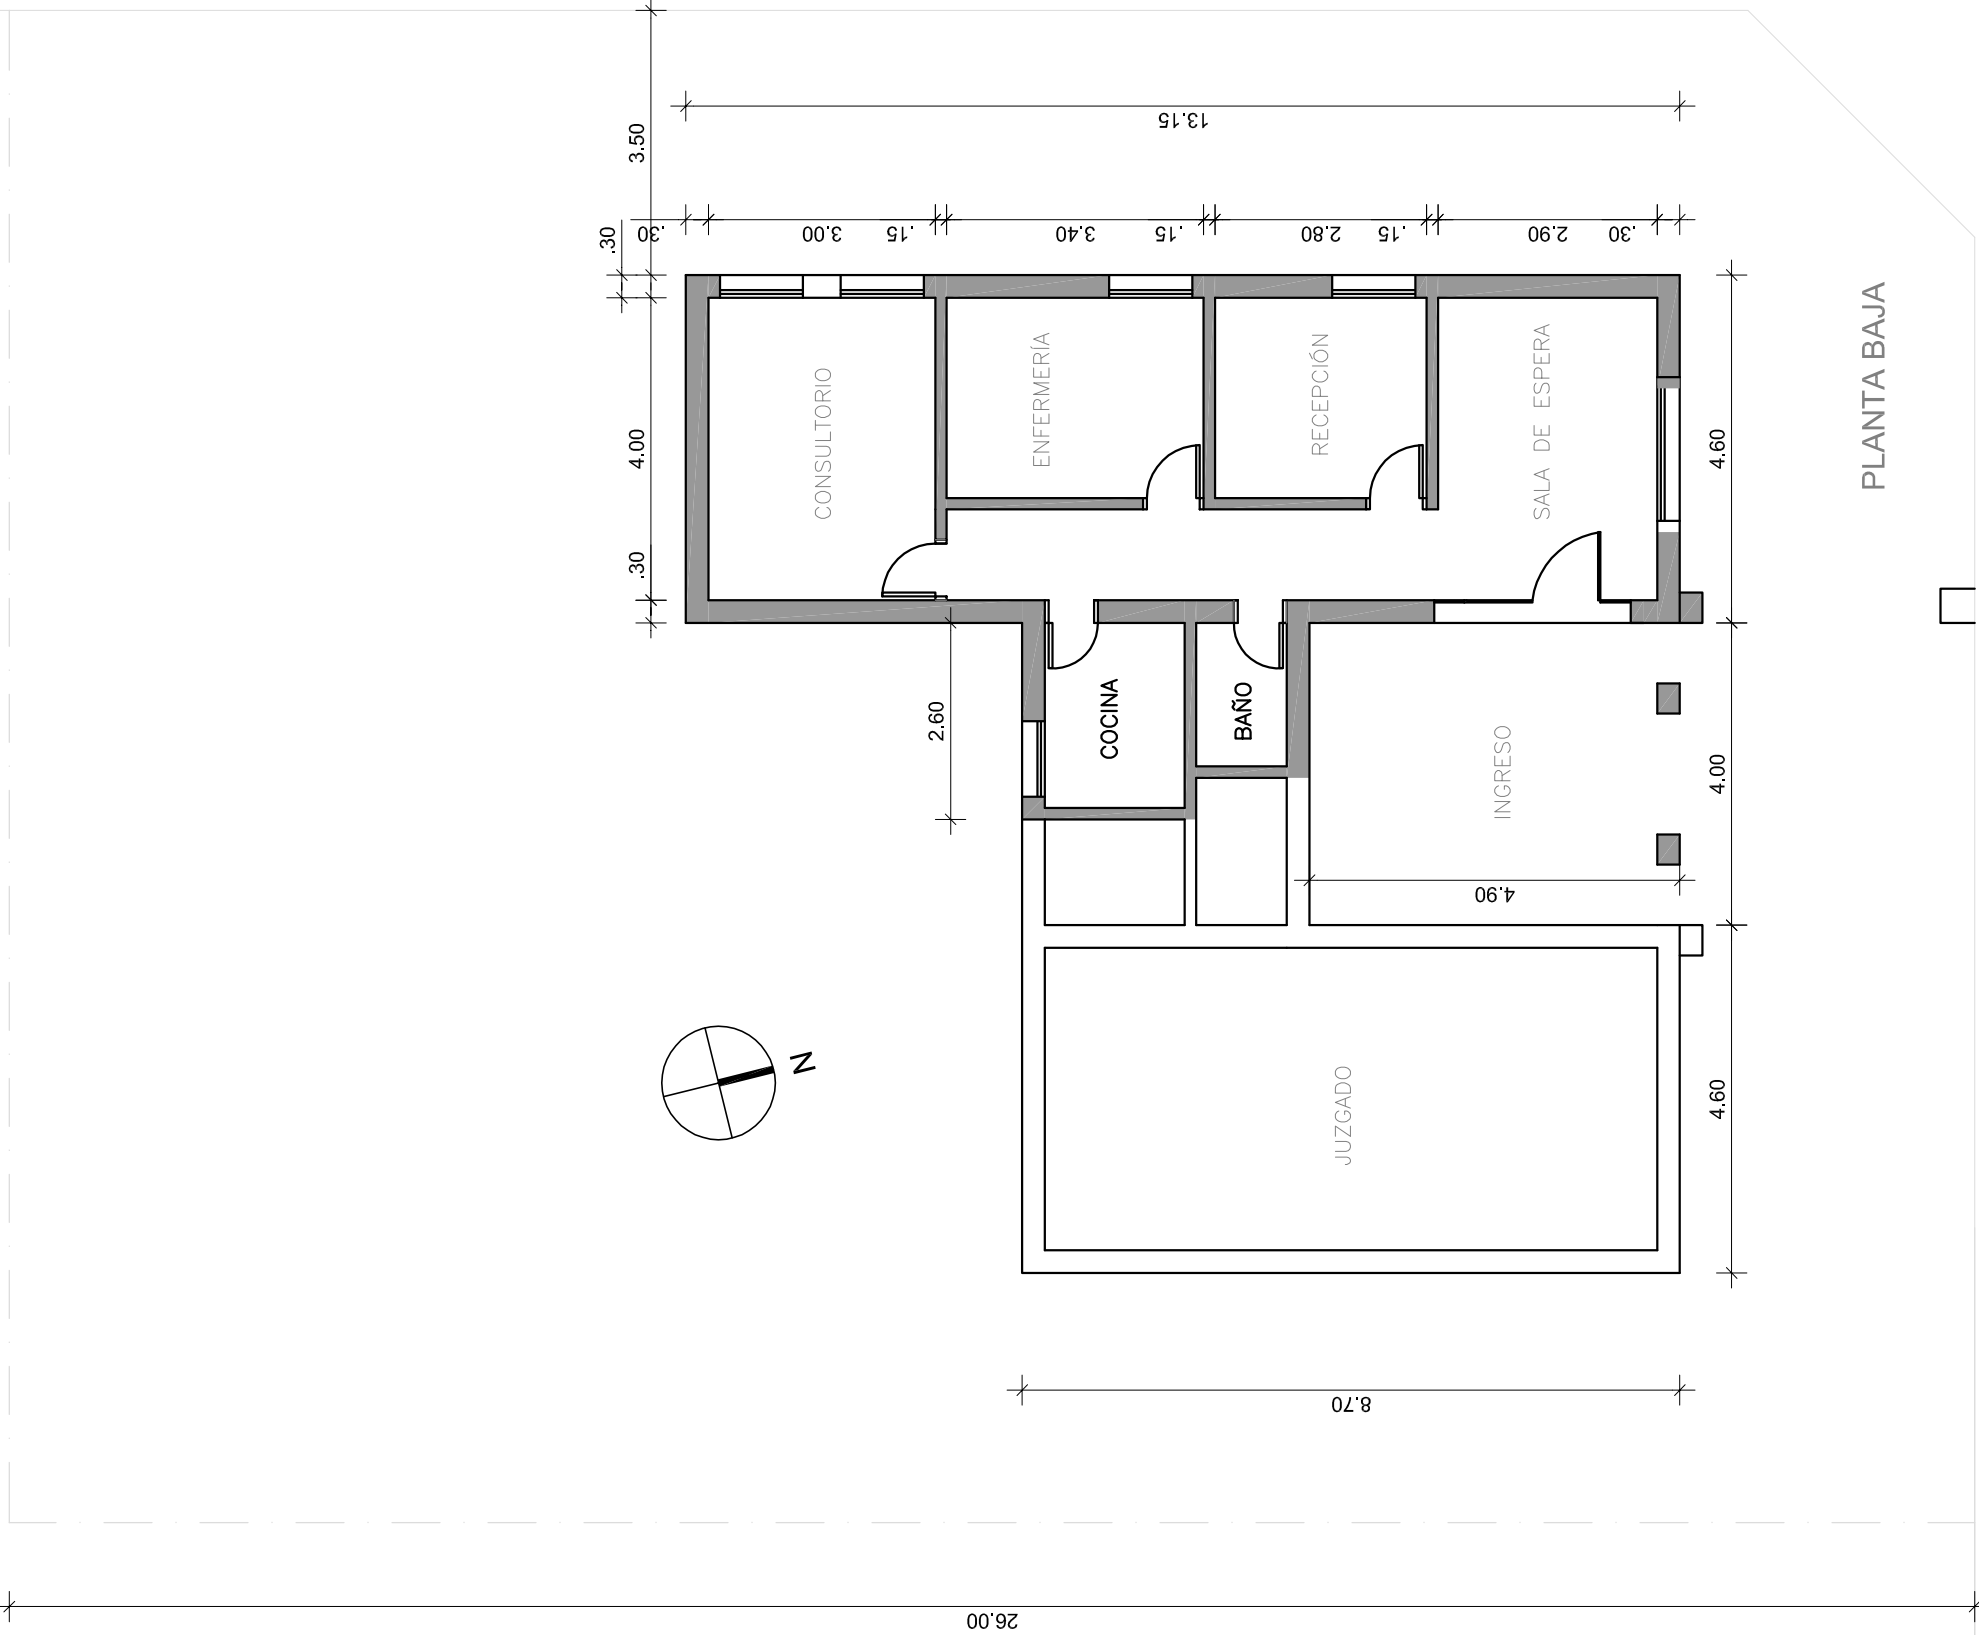 3.50
13.15
.30
.30
3.00
.15
3.40
.15
2.80
.15
2.90
.30
CONSULTORIO
ENFERMERÍA
RECEPCIÓN
SALA DE ESPERA
PLANTA BAJA
4.00
4.60
.30
2.60
COCINA
BAÑO
INGRESO
4.00
4.90
N
JUZGADO
4.60
8.70
26.00